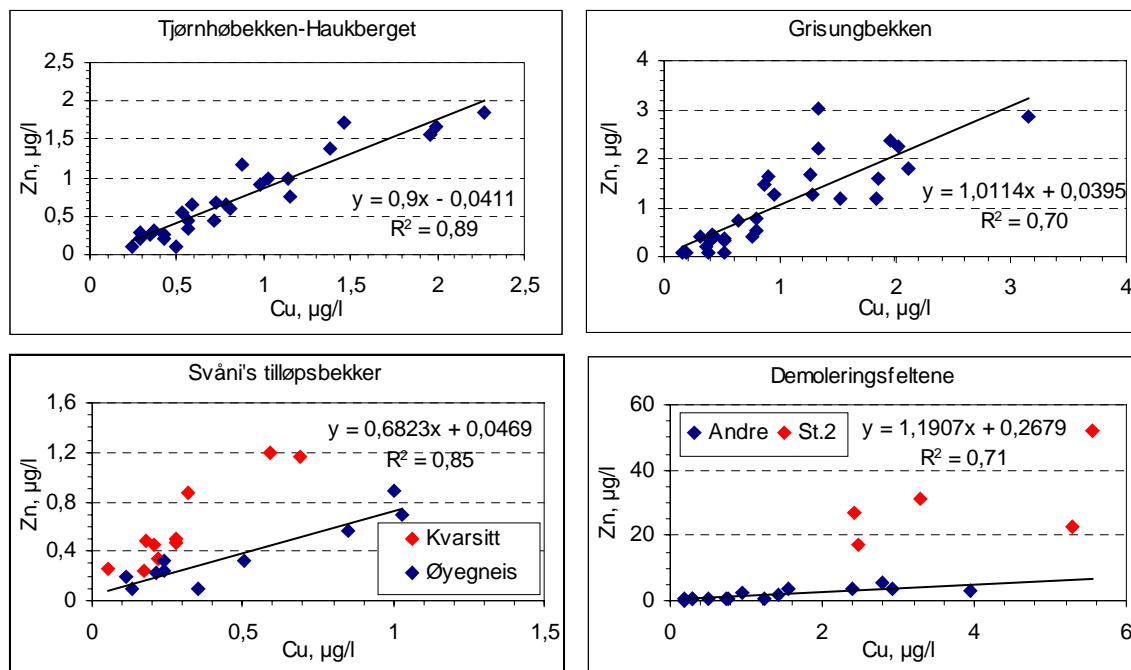 Tjørnhøbekken-Haukberget
2,5
2
1,5
1
0,5
0
Zn, µg/l
y = 0,9x - 0,0411
R² = 0,89
0 0,5 1 1,5 2 2,5
Cu, µg/l
Grisungbekken
4
3
2
1
0
Zn, µg/l
y = 1,0114x + 0,0395
R² = 0,70
0 1 2 3 4
Cu, µg/l
Svåni's tilløpsbekker
1,6
1,2
0,8
0,4
0
Zn, µg/l
y = 0,6823x + 0,0469
R² = 0,85
Kvarsitt
Øyegneis
0 0,5 1 1,5
Cu, µg/l
Demoleringsfeltene
60
40
20
0
Zn, µg/l
Andre St.2
y = 1,1907x + 0,2679
R² = 0,71
0 2 4 6
Cu, µg/l